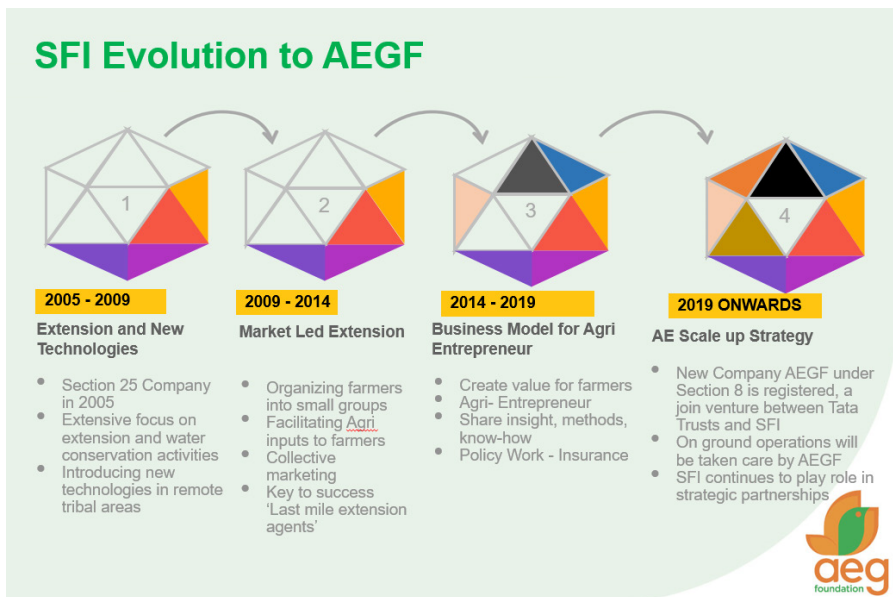 SFI Evolution to AEGF
1
2009 - 2014
2
3
4
2005 - 2009
Extension and New
Technologies
• Section 25 Company
in 2005
• Extensive focus on
extension and water
conservation activities
• Introducing new
technologies in remote
tribal areas
Market Led Extension
• Organizing farmers
into small groups
• Facilitating Agri
inputs to farmers
• Collective
marketing
• Key to success
‘Last mile extension
agents’
2014 - 2019
Business Model for Agri
Entrepreneur
• Create value for farmers
• Agri- Entrepreneur
• Share insight, methods,
know-how
• Policy Work - Insurance
2019 ONWARDS
AE Scale up Strategy
• New Company AEGF under
Section 8 is registered, a
join venture between Tata
Trusts and SFI
• On ground operations will
be taken care by AEGF
• SFI continues to play role in
strategic partnerships
aeg
foundation